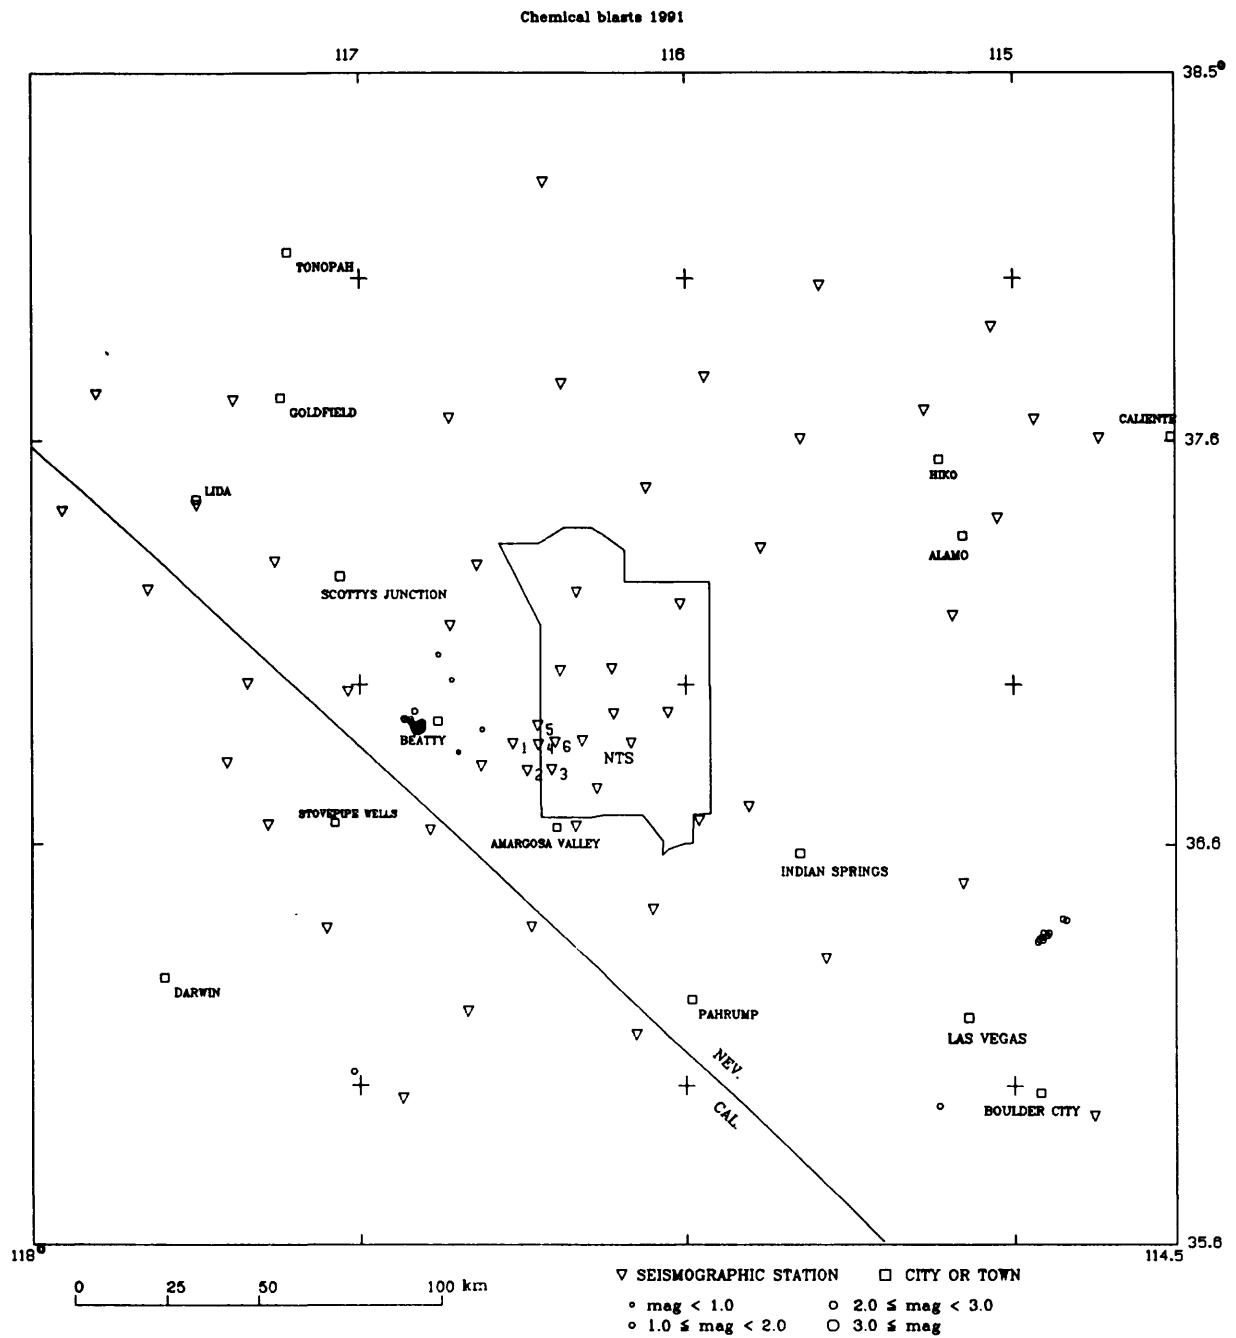 Chemical blasts 1991
117 116 115
38.5°
TONOPAH
GOLDFIELD
CALIENTE
37.6
HIKO
LIDA
ALAMO
SCOTTYS JUNCTION
BEATTY
5
1 4 6
NTS
2 3
STOVEPIPE WELLS
AMARGOSA VALLEY
36.6
INDIAN SPRINGS
DARWIN
PAHRUMP
LAS VEGAS
NEV.
CAL.
BOULDER CITY
35.6
118° 114.5
0 25 50 100 km
SEISMOGRAPHIC STATION CITY OR TOWN
mag < 1.0 2.0 ≤ mag < 3.0
1.0 ≤ mag < 2.0 3.0 ≤ mag